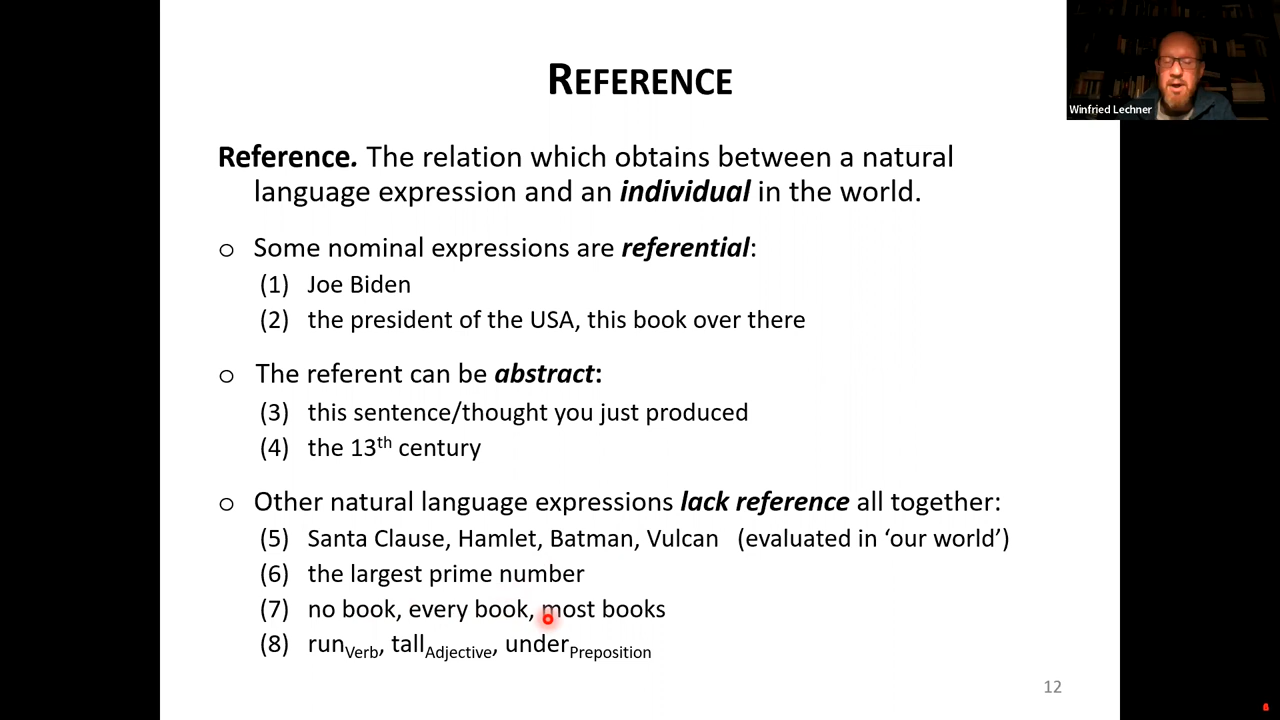 REFERENCE
Winfried Lechner
Reference. The relation which obtains between a natural
language expression and an individual in the world.
o Some nominal expressions are referential:
(1) Joe Biden
(2) the president of the USA, this book over there
o The referent can be abstract:
(3) this sentence/thought you just produced
(4) the 13th century
o Other natural language expressions lack reference all together:
(5) Santa Clause, Hamlet, Batman, Vulcan (evaluated in ‘our world’)
(6) the largest prime number
(7) no book, every book, most books
(8) runVerb, tallAdjective, underPreposition
12